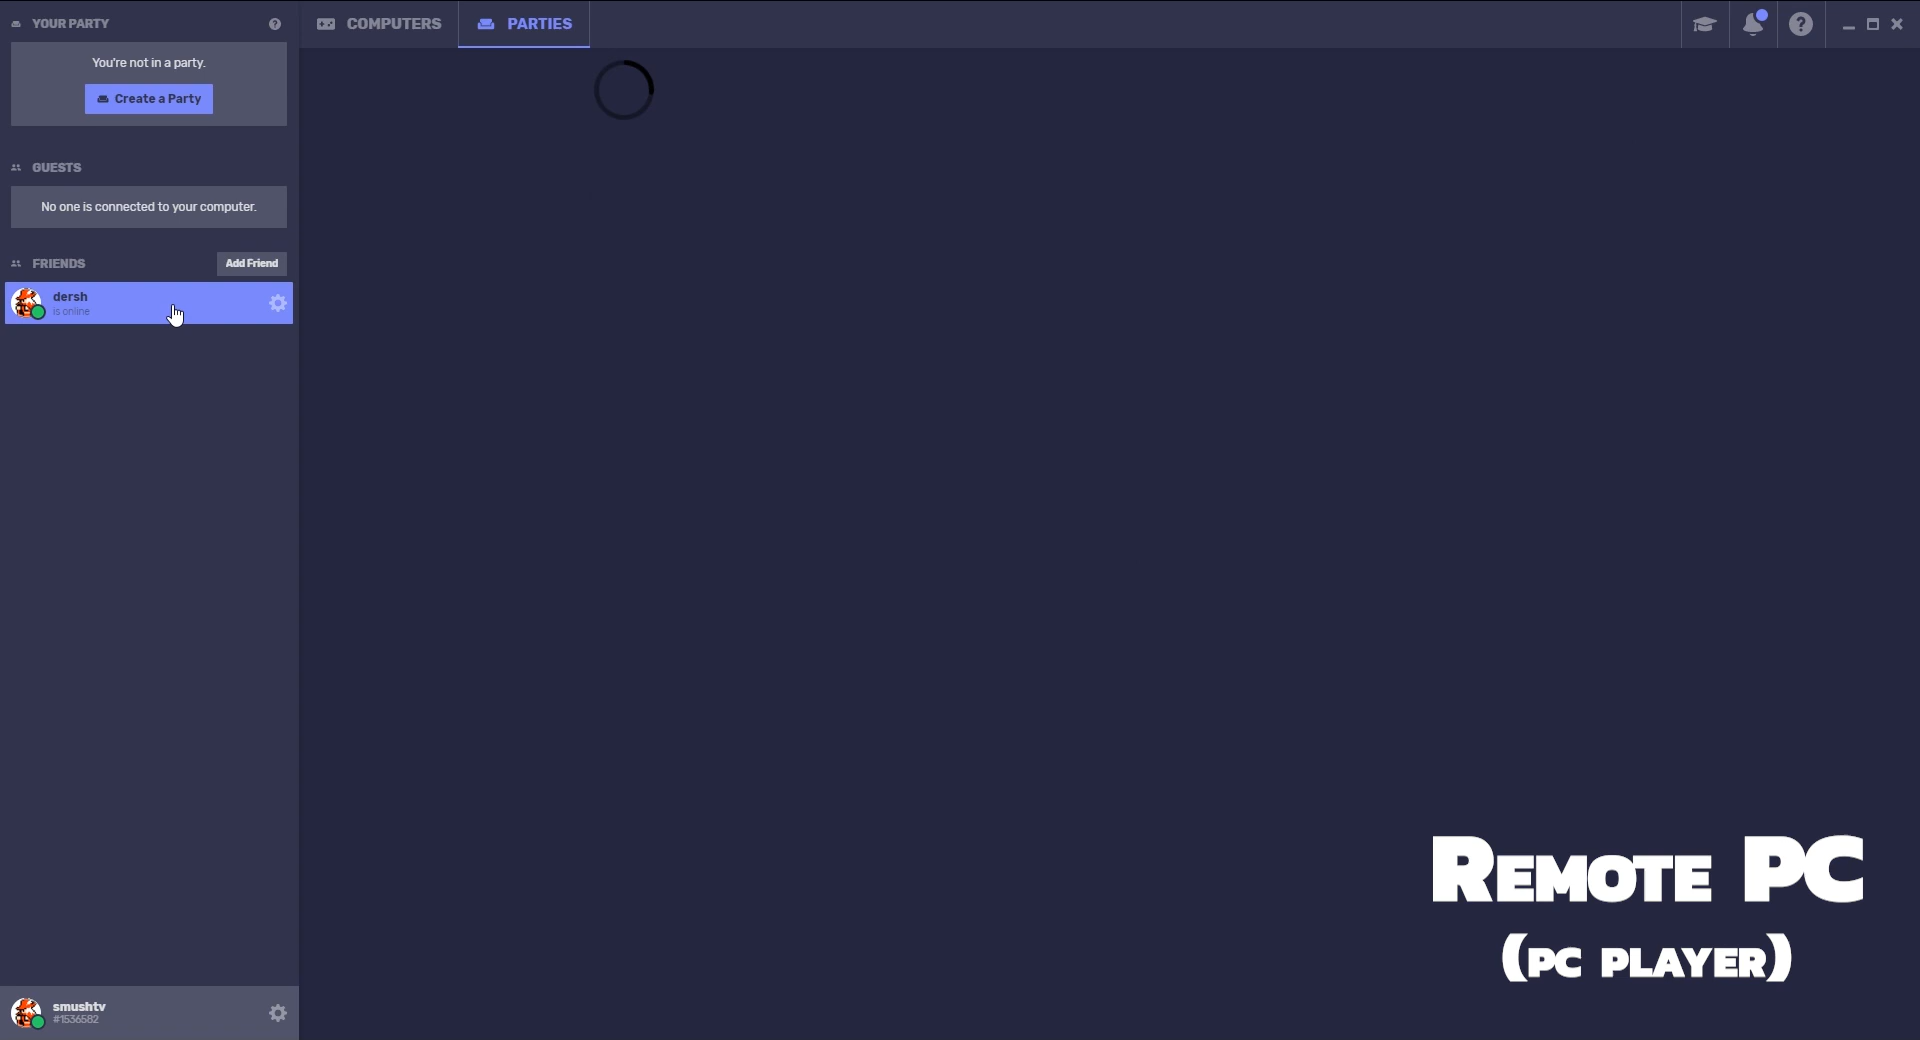 YOUR PARTY
You're not in a party.
Create a Party
GUESTS
No one is connected to your computer.
FRIENDS
Add Friend
dersh
is online
smushtv
#1536582
COMPUTERS
PARTIES
REMOTE PC
(PC PLAYER)